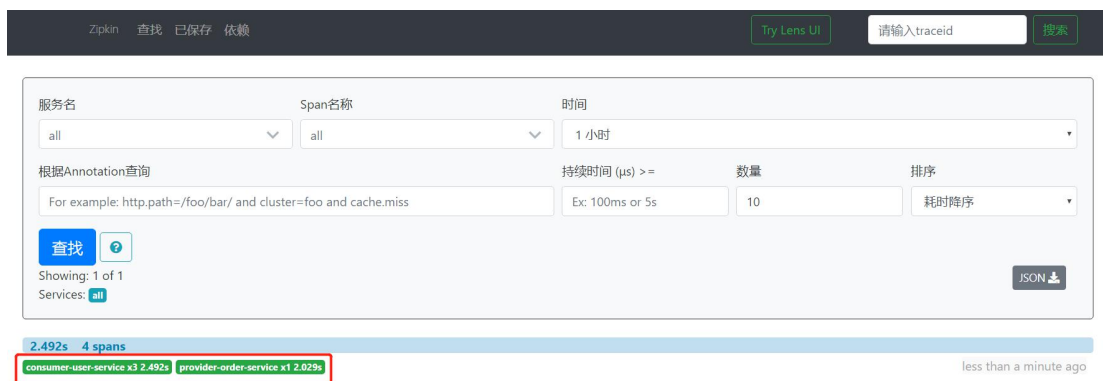 Zipkin 查找 已保存 依赖 Try Lens UI 请输入traceid 搜索
服务名 Span名称 时间
all all 1 小时
根据Annotation查询 持续时间 (μs) >= 数量 排序
For example: http.path=/foo/bar/ and cluster=foo and cache.miss Ex: 100ms or 5s 10 耗时降序
查找
Showing: 1 of 1
JSON
Services: all
2.492s 4 spans
consumer-user-service x3 2.492s provider-order-service x1 2.029s less than a minute ago